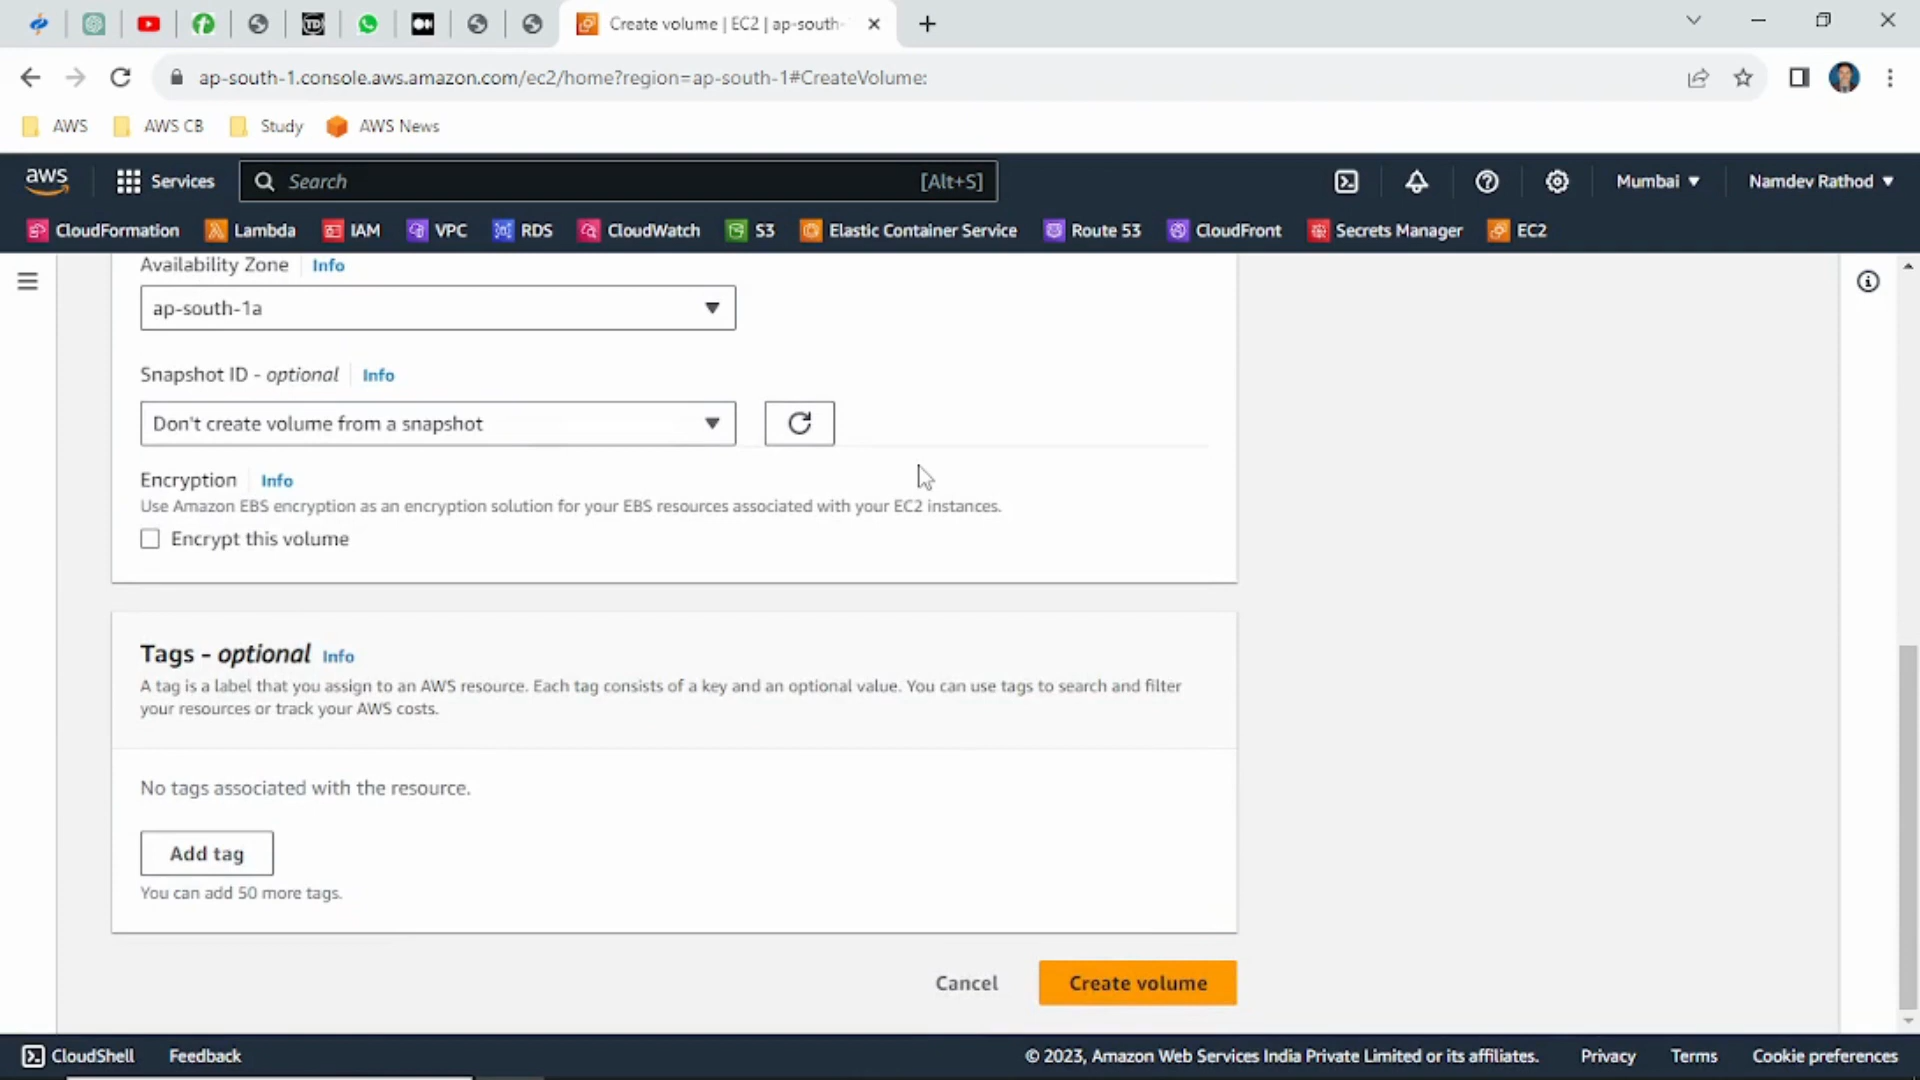 Create volume | EC2 | ap-south-
ap-south-1.console.aws.amazon.com/ec2/home?region=ap-south-1#CreateVolume:
AWS
AWS CB
Study
AWS News
aws
Services
Search
[Alt+S]
Mumbai
Namdev Rathod
CloudFormation
Lambda
IAM
VPC
RDS
CloudWatch
S3
Elastic Container Service
Route 53
CloudFront
Secrets Manager
EC2
Availability Zone Info
ap-south-1a
Snapshot ID - optional Info
Don't create volume from a snapshot
Encryption Info
Use Amazon EBS encryption as an encryption solution for your EBS resources associated with your EC2 instances.
Encrypt this volume
Tags - optional Info
A tag is a label that you assign to an AWS resource. Each tag consists of a key and an optional value. You can use tags to search and filter
your resources or track your AWS costs.
No tags associated with the resource.
Add tag
You can add 50 more tags.
Cancel
Create volume
CloudShell
Feedback
© 2023, Amazon Web Services India Private Limited or its affiliates.
Privacy
Terms
Cookie preferences